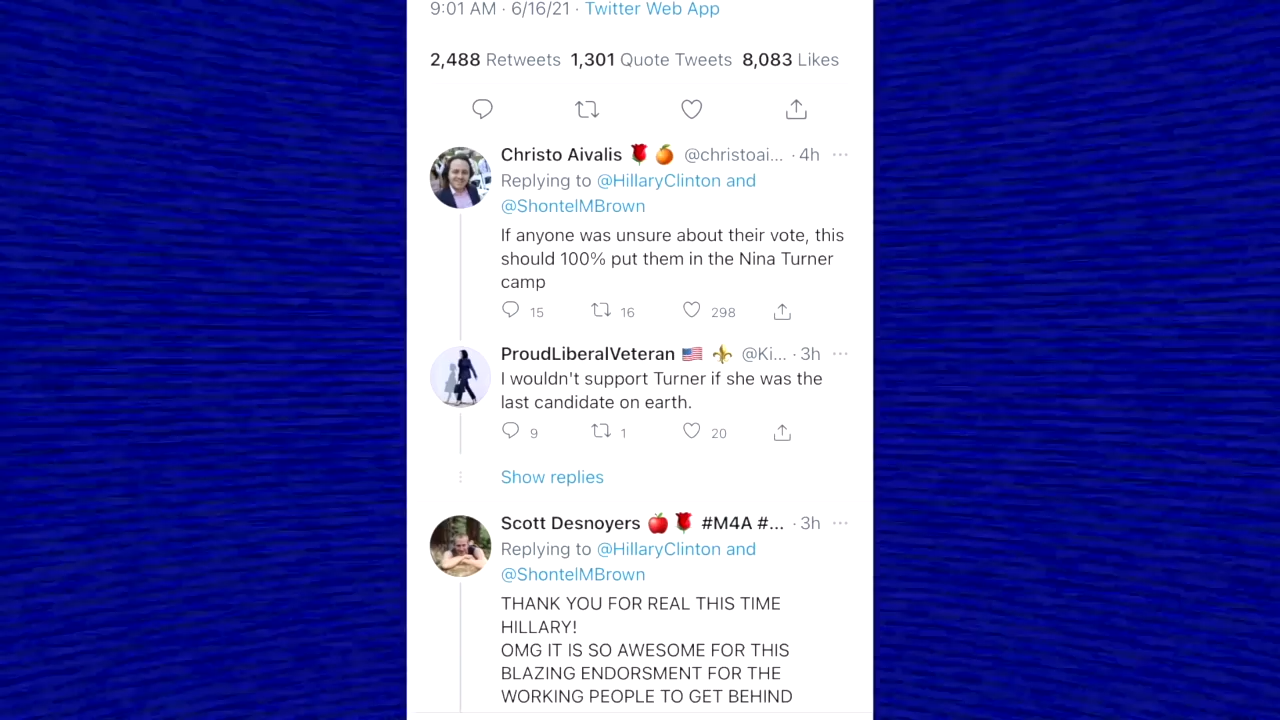 9:01 AM · 6/16/21 · Twitter Web App
2,488 Retweets 1,301 Quote Tweets 8,083 Likes
Christo Aivalis 🌹 🍊 @christoai... · 4h
Replying to @HillaryClinton and
@ShontelMBrown
If anyone was unsure about their vote, this
should 100% put them in the Nina Turner
camp
15 16 298
ProudLiberalVeteran 🇺🇸 ⚜️ @Ki... · 3h
I wouldn't support Turner if she was the
last candidate on earth.
9 1 20
Show replies
Scott Desnoyers 🍎 🌹 #M4A #... · 3h
Replying to @HillaryClinton and
@ShontelMBrown
THANK YOU FOR REAL THIS TIME
HILLARY!
OMG IT IS SO AWESOME FOR THIS
BLAZING ENDORSMENT FOR THE
WORKING PEOPLE TO GET BEHIND